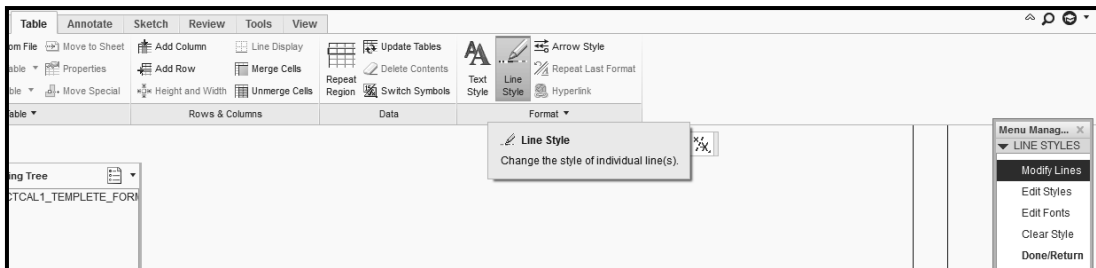 Table Annotate Sketch Review Tools View
om File Move to Sheet Add Column Line Display Update Tables Arrow Style
able Properties Add Row Merge Cells Delete Contents Repeat Last Format
ble Move Special Height and Width Unmerge Cells Repeat Region Switch Symbols Text Style Line Style Hyperlink
able Rows & Columns Data Format
Line Style
Change the style of individual line(s).
ing Tree
CTCAL1_TEMPLETE_FORM
Menu Manag...
LINE STYLES
Modify Lines
Edit Styles
Edit Fonts
Clear Style
Done/Return